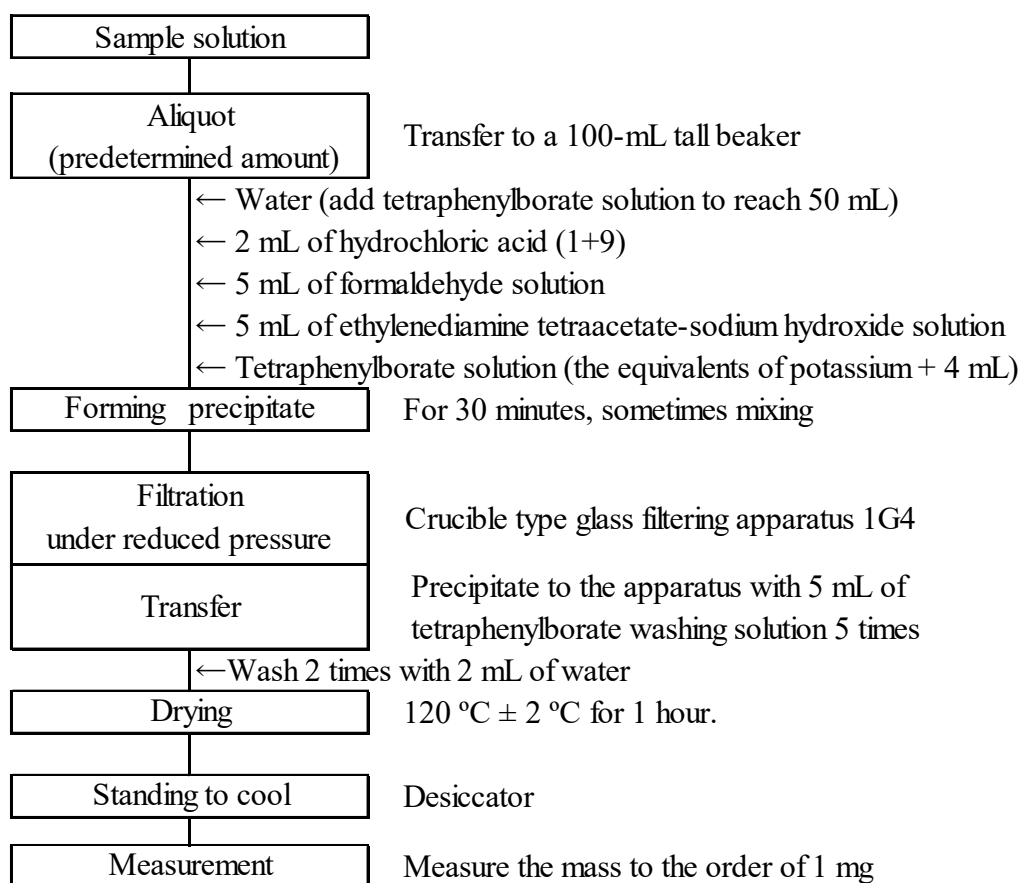 Sample solution
Aliquot
(predetermined amount)
Transfer to a 100-mL tall beaker
← Water (add tetraphenylborate solution to reach 50 mL)
← 2 mL of hydrochloric acid (1+9)
← 5 mL of formaldehyde solution
← 5 mL of ethylenediamine tetraacetate-sodium hydroxide solution
← Tetraphenylborate solution (the equivalents of potassium + 4 mL)
Forming precipitate
For 30 minutes, sometimes mixing
Filtration
under reduced pressure
Crucible type glass filtering apparatus 1G4
Transfer
Precipitate to the apparatus with 5 mL of
tetraphenylborate washing solution 5 times
←Wash 2 times with 2 mL of water
Drying
120 ºC ± 2 ºC for 1 hour.
Standing to cool
Desiccator
Measurement
Measure the mass to the order of 1 mg